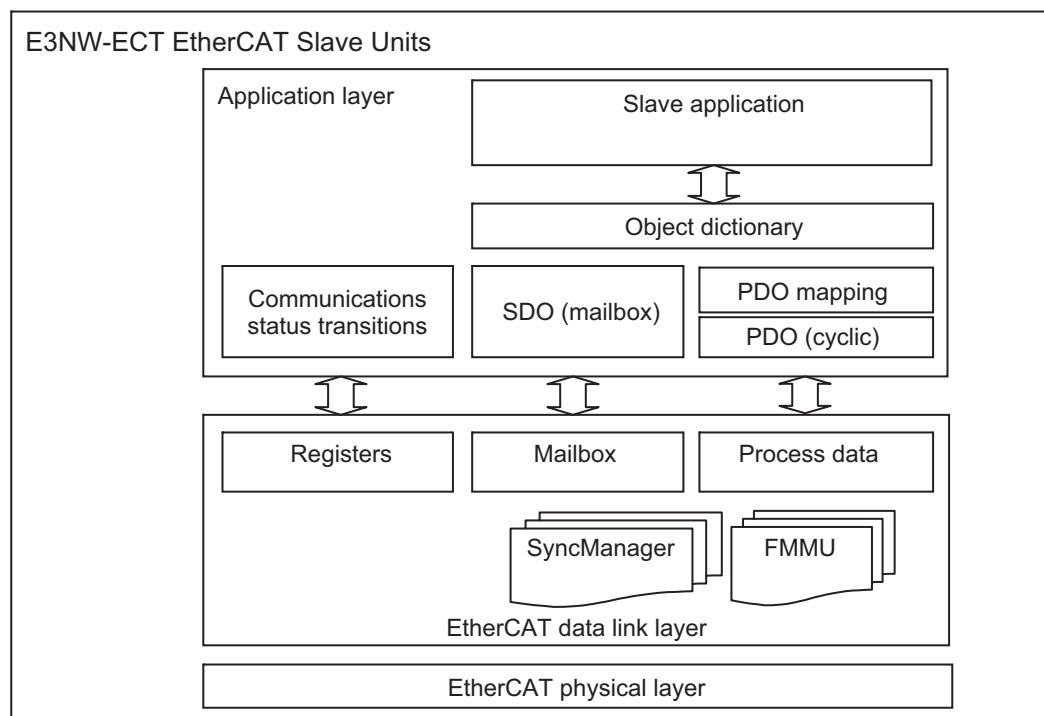 E3NW-ECT EtherCAT Slave Units
Application layer
Slave application
Object dictionary
Communications
status transitions
SDO (mailbox)
PDO mapping
PDO (cyclic)
Registers
Mailbox
Process data
SyncManager
FMMU
EtherCAT data link layer
EtherCAT physical layer